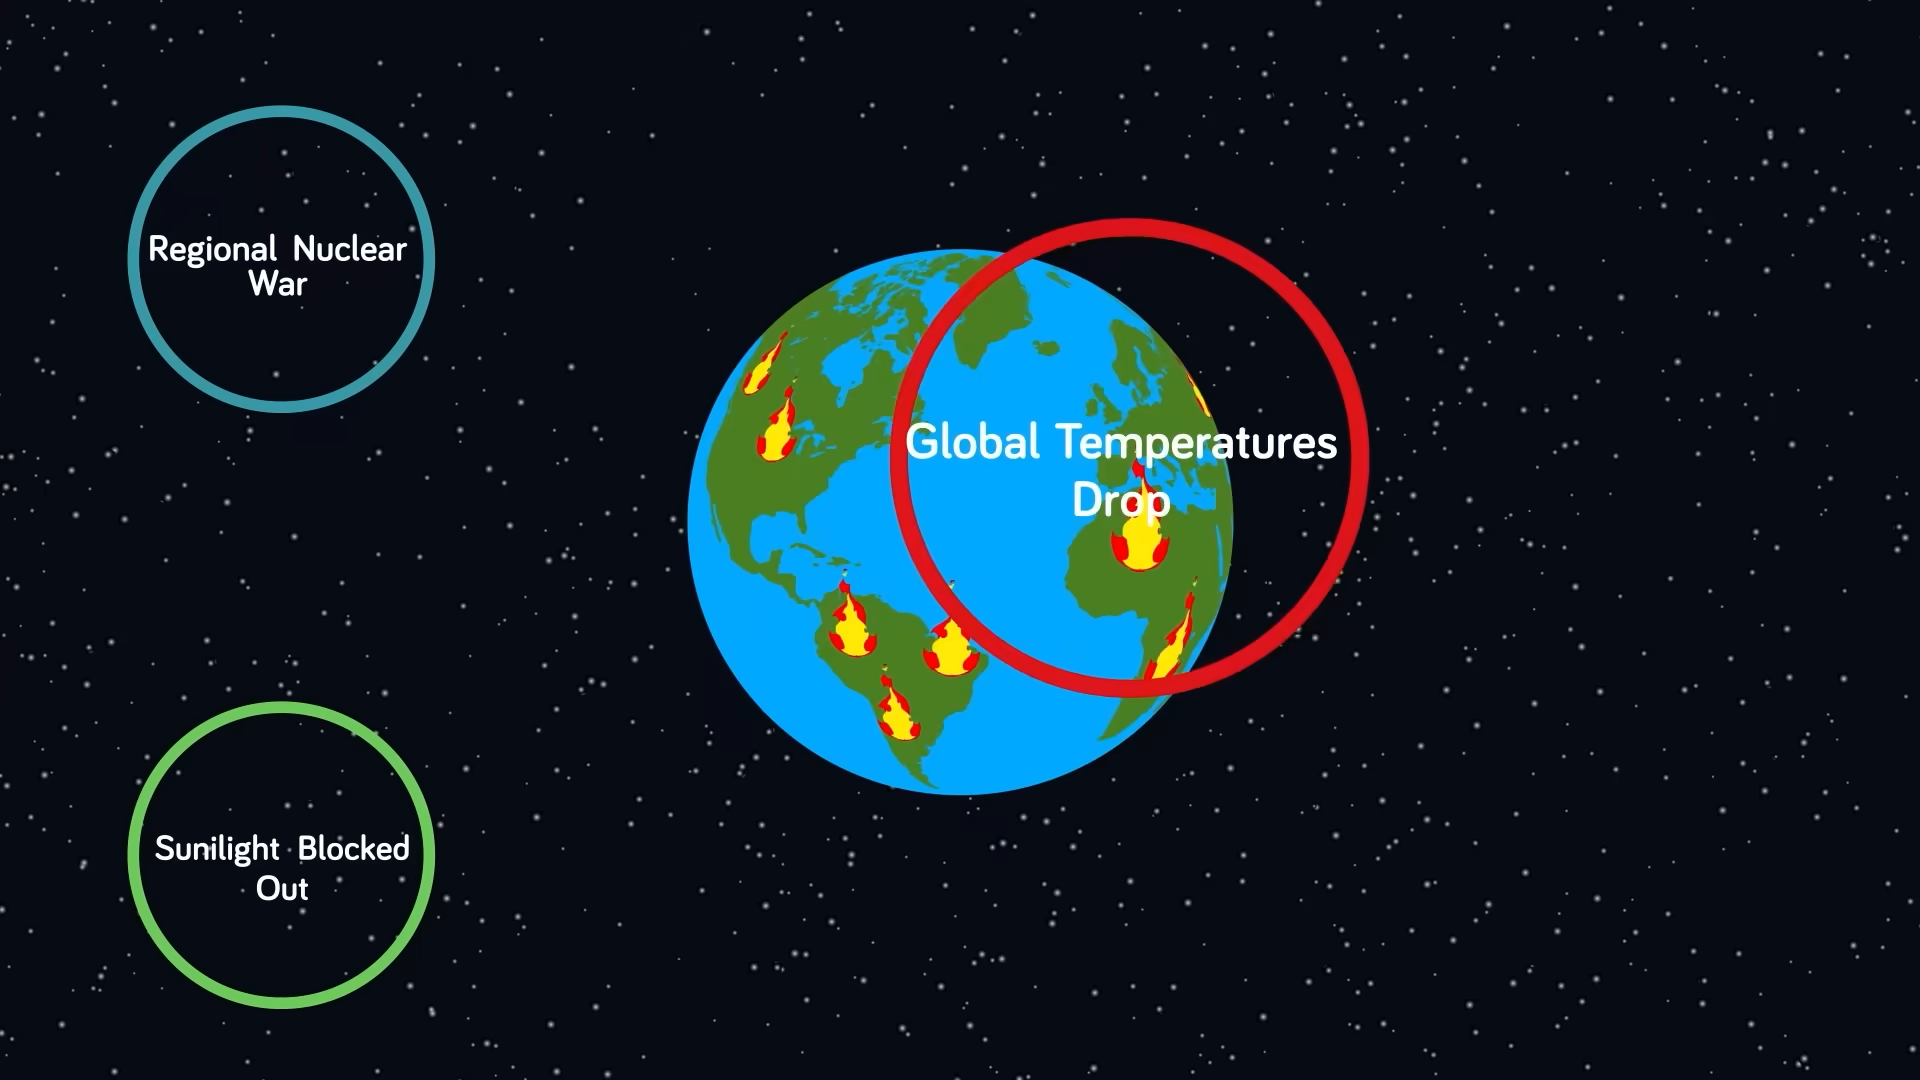 Regional Nuclear
War
Global Temperatures
Drop
Sunilight Blocked
Out